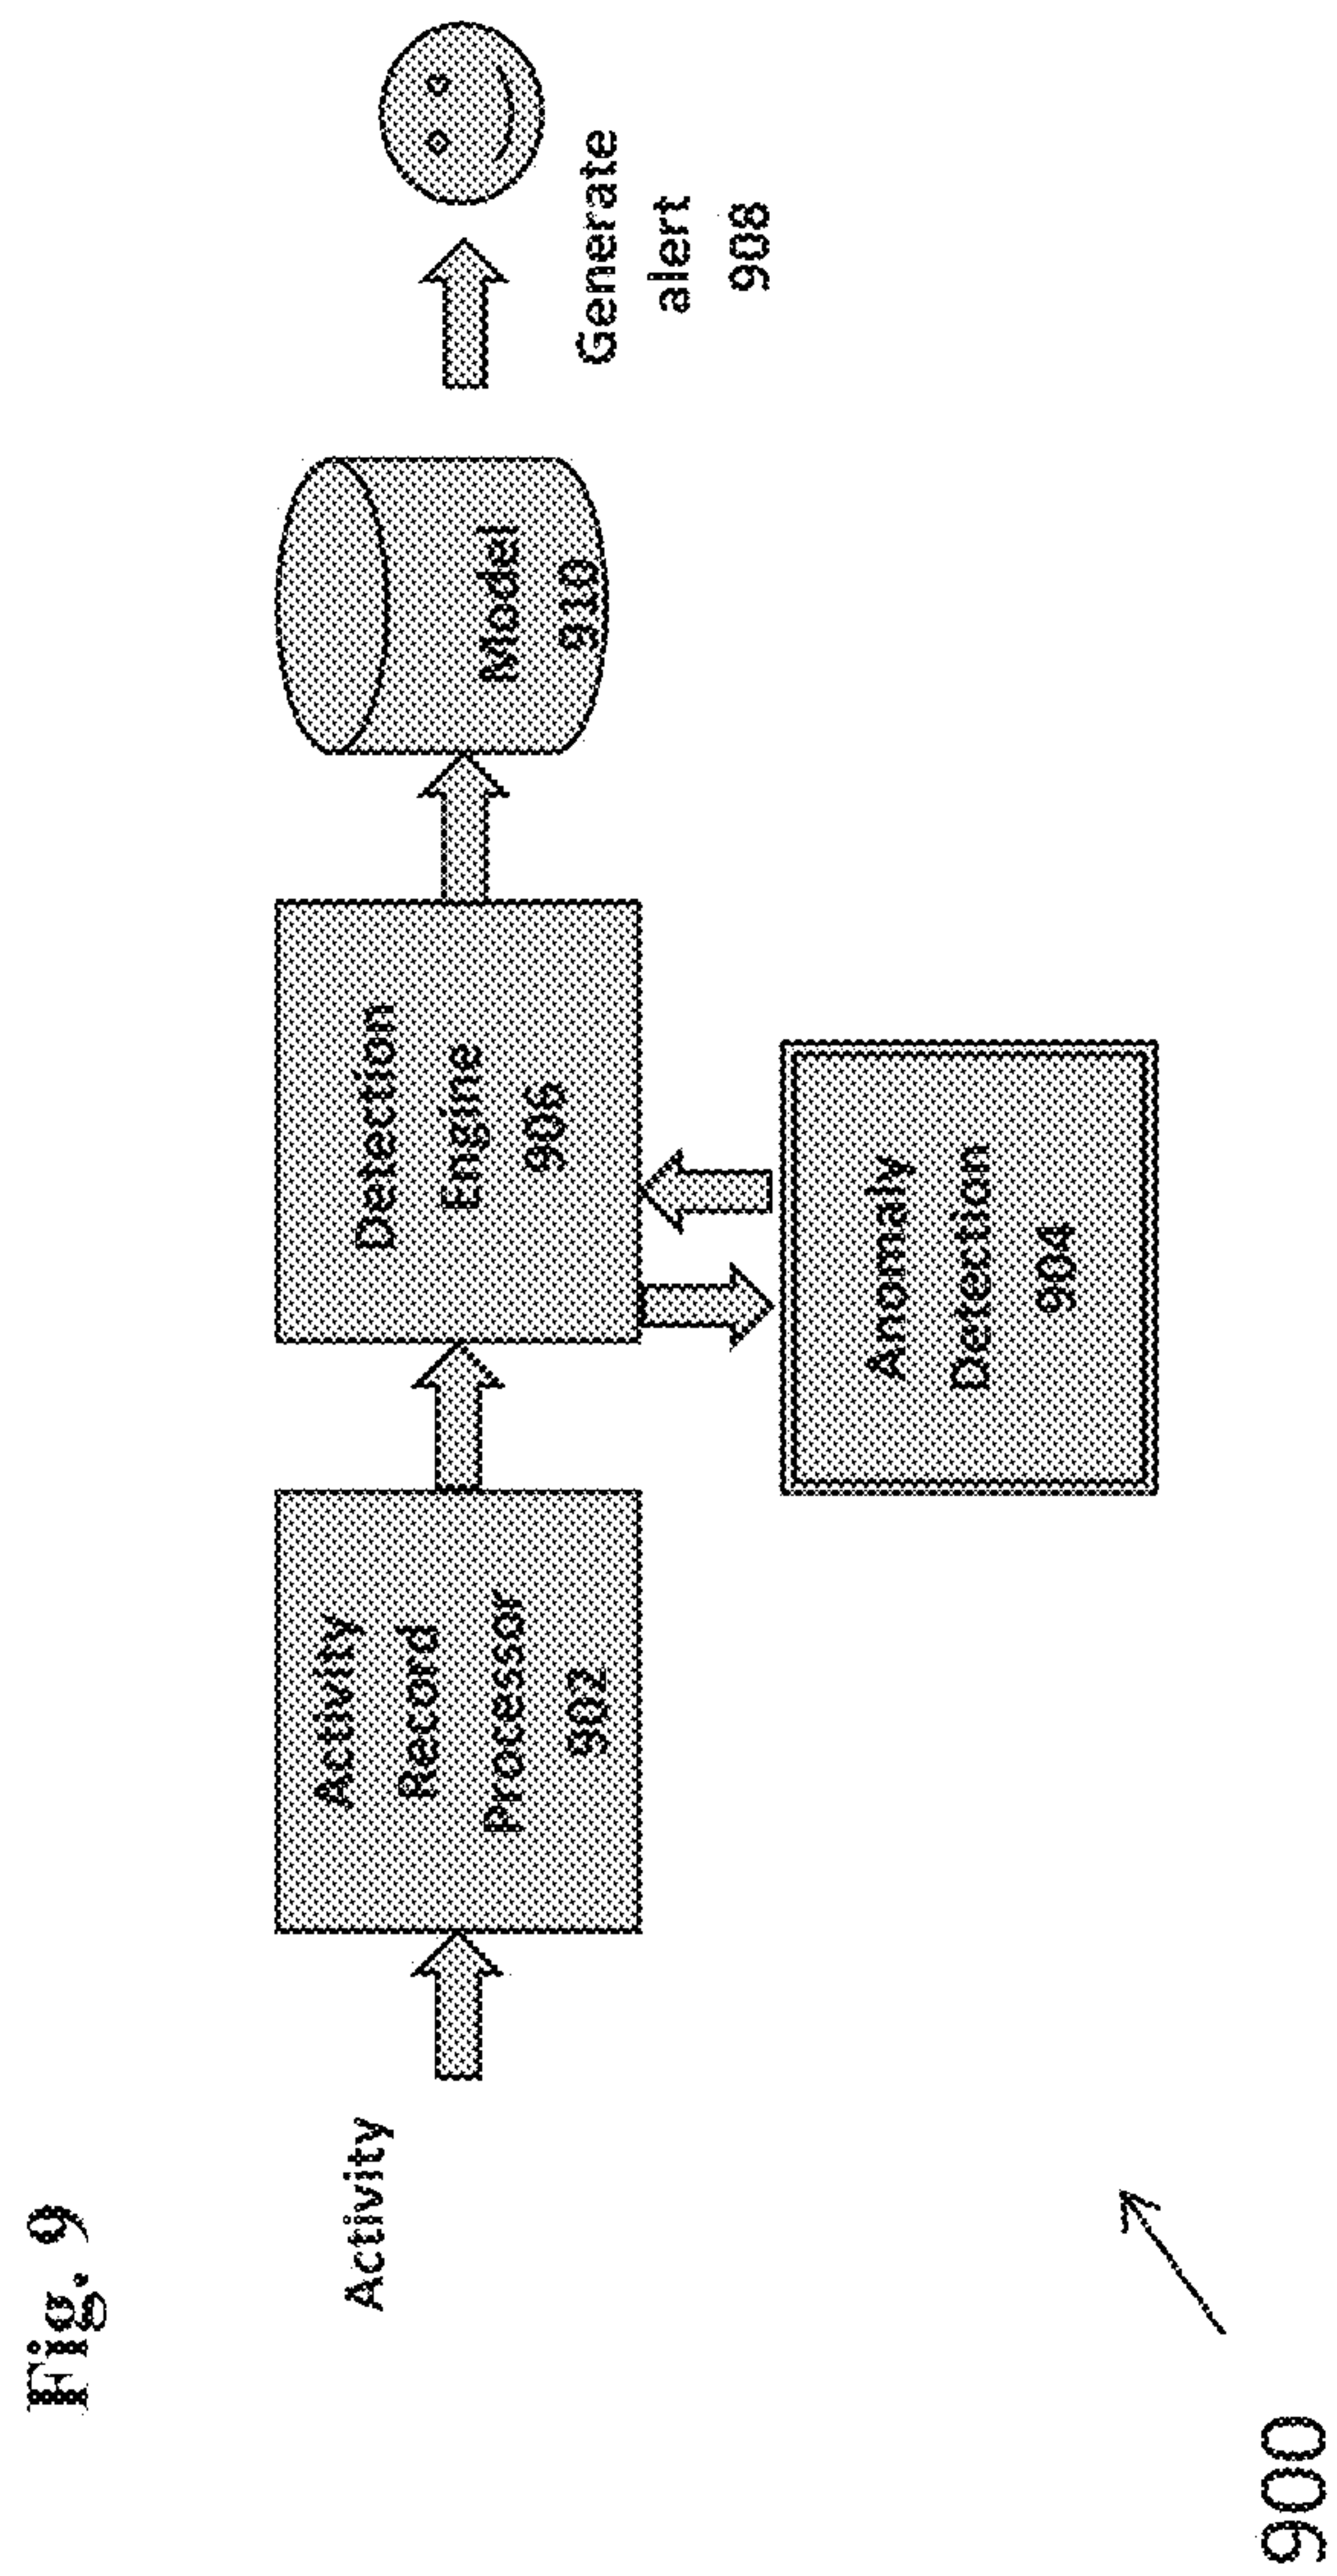 Fig. 9
Activity
Activity
Record
Processor
902
Detection
Engine
906
Model
910
Generate
alert
908
Anomaly
Detection
904
900